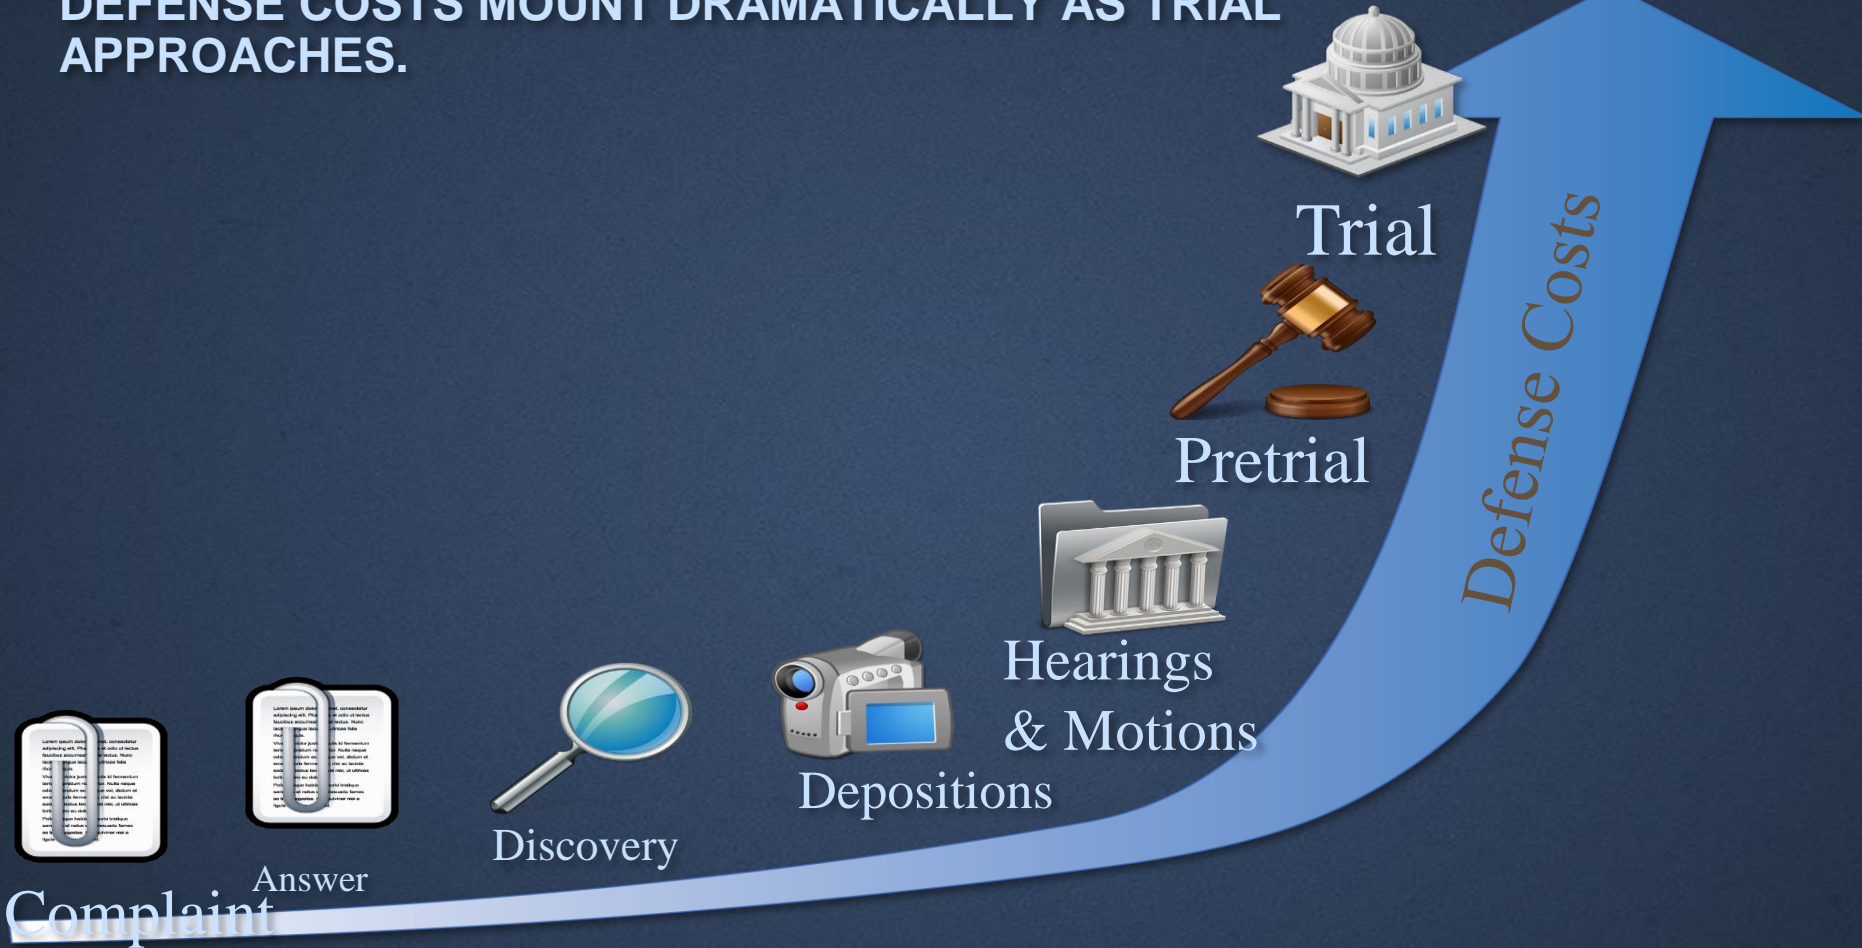 DEFENSE COSTS MOUNT DRAMATICALLY AS TRIAL
APPROACHES.
Trial
Pretrial
Hearings
& Motions
Depositions
Discovery
Answer
Complaint
Defense Costs